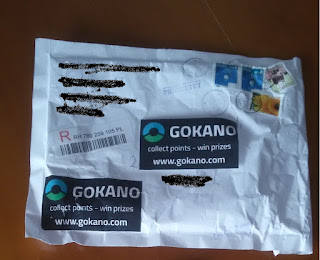 R
RR 780 239 105 PL
GOKANO
collect points - win prizes
www.gokano.com
GOKANO
collect points - win prizes
www.gokano.com